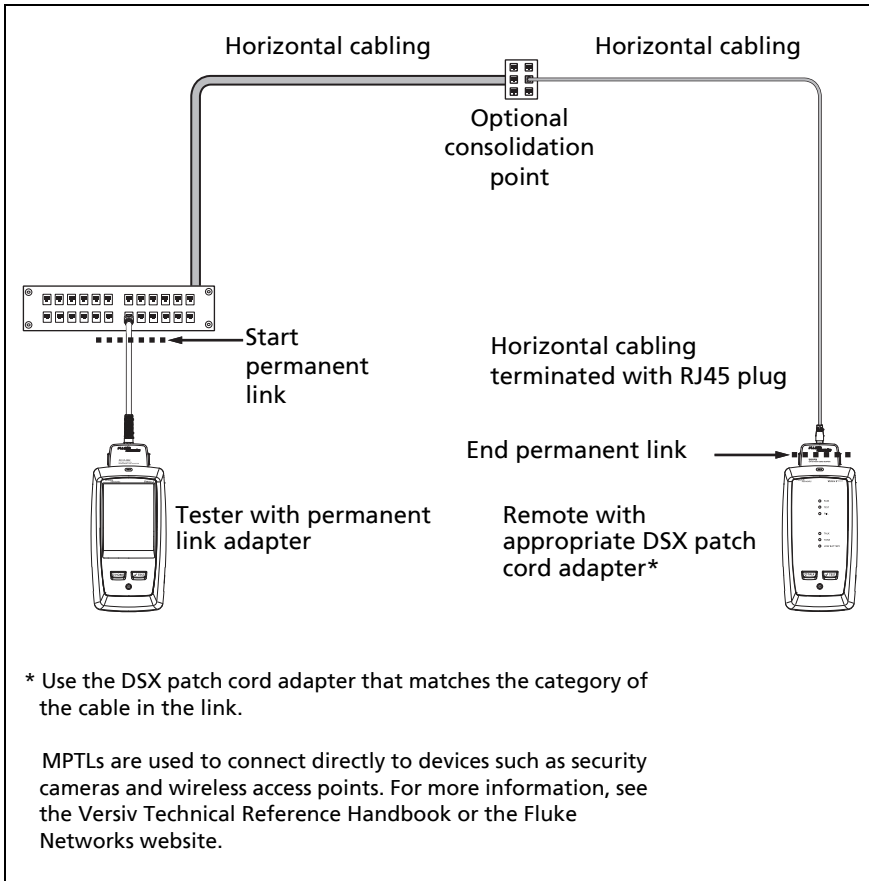 Horizontal cabling
Horizontal cabling
Optional
consolidation
point
Start
permanent
link
Horizontal cabling
terminated with RJ45 plug
End permanent link
Tester with permanent
link adapter
Remote with
appropriate DSX patch
cord adapter*
* Use the DSX patch cord adapter that matches the category of
the cable in the link.
MPTLs are used to connect directly to devices such as security
cameras and wireless access points. For more information, see
the Versiv Technical Reference Handbook or the Fluke
Networks website.